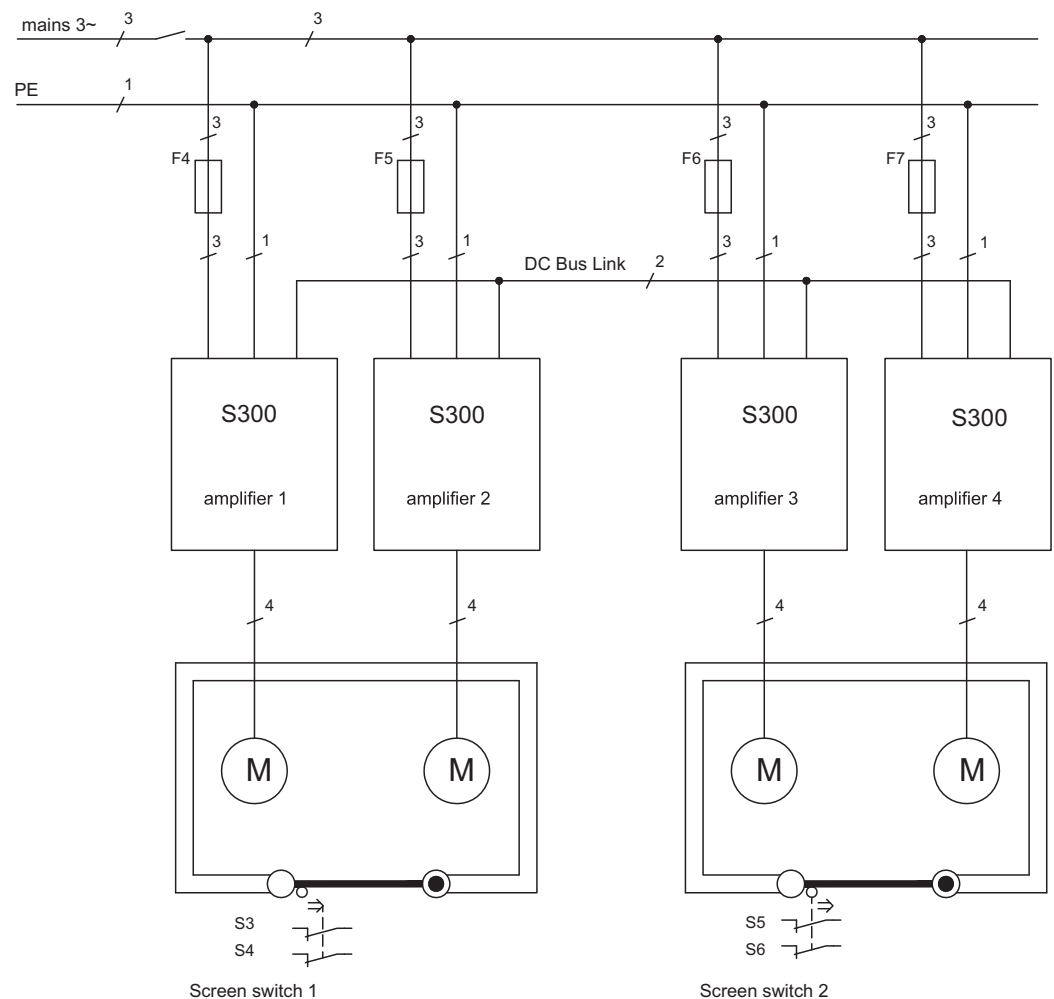 mains 3~ 3 3
PE 1
3 3 3 3
F4 F5 F6 F7
3 1 3 1 3 1 3 1
DC Bus Link 2
S300 S300 S300 S300
amplifier 1 amplifier 2 amplifier 3 amplifier 4
4 4 4 4
M M M M
S3 S5
S4 S6
Screen switch 1 Screen switch 2